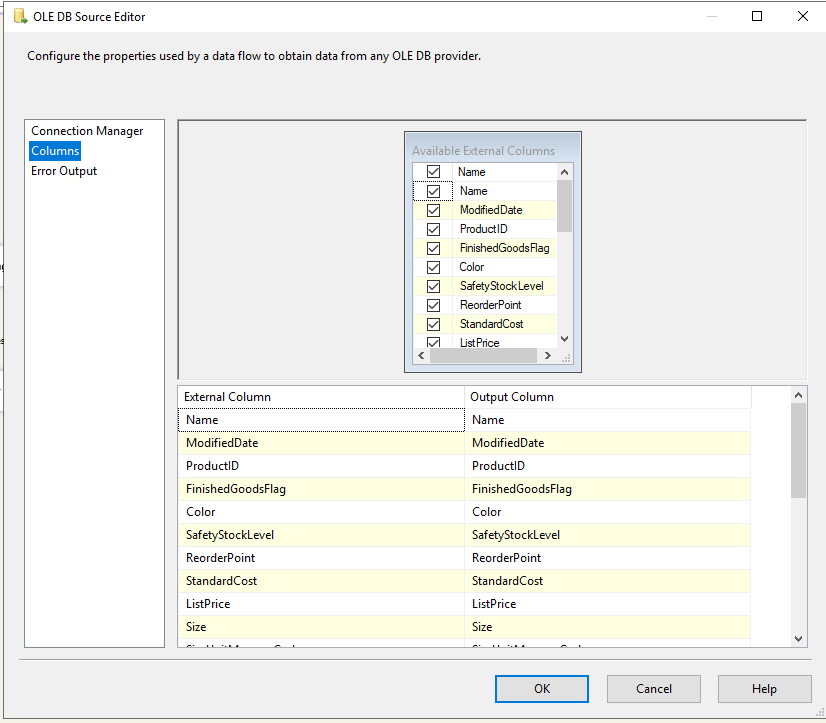 OLE DB Source Editor
Configure the properties used by a data flow to obtain data from any OLE DB provider.
Connection Manager
Columns
Error Output
Available External Columns
Name
Name
ModifiedDate
ProductID
FinishedGoodsFlag
Color
SafetyStockLevel
ReorderPoint
StandardCost
ListPrice
External Column Output Column
Name Name
ModifiedDate ModifiedDate
ProductID ProductID
FinishedGoodsFlag FinishedGoodsFlag
Color Color
SafetyStockLevel SafetyStockLevel
ReorderPoint ReorderPoint
StandardCost StandardCost
ListPrice ListPrice
Size Size
OK Cancel Help